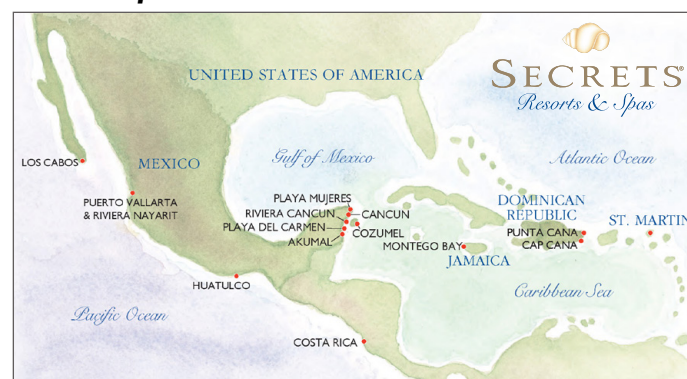 SECRETS®
Resorts & Spas
UNITED STATES OF AMERICA
Gulf of Mexico
Atlantic Ocean
LOS CABOS
MEXICO
PUERTO VALLARTA
& RIVIERA NAYARIT
PLAYA MUJERES
RIVIERA CANCUN
CANCUN
PLAYA DEL CARMEN
COZUMEL
AKUMAL
MONTEGO BAY
JAMAICA
DOMINICAN
REPUBLIC
PUNTA CANA
CAP CANA
ST. MARTIN
HUATULCO
Caribbean Sea
Pacific Ocean
COSTA RICA